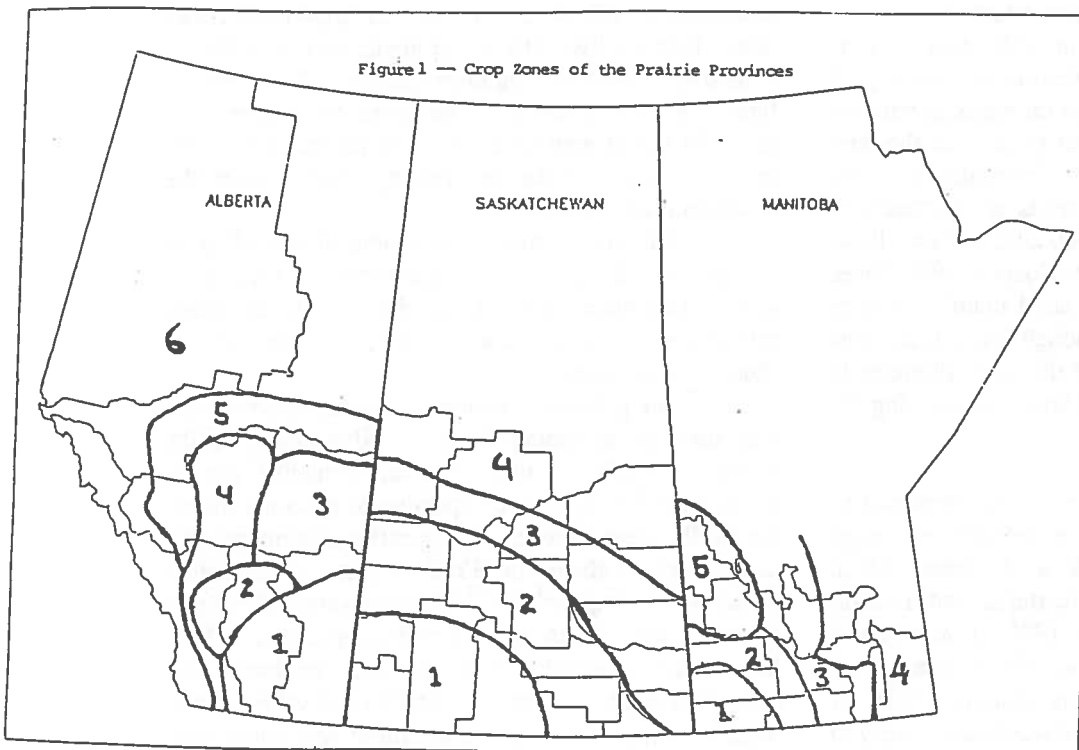 Figure 1 -- Crop Zones of the Prairie Provinces
ALBERTA SASKATCHEWAN MANITOBA
6
5
4 3 4
3
5
2 2
1 1 2 3 4
1